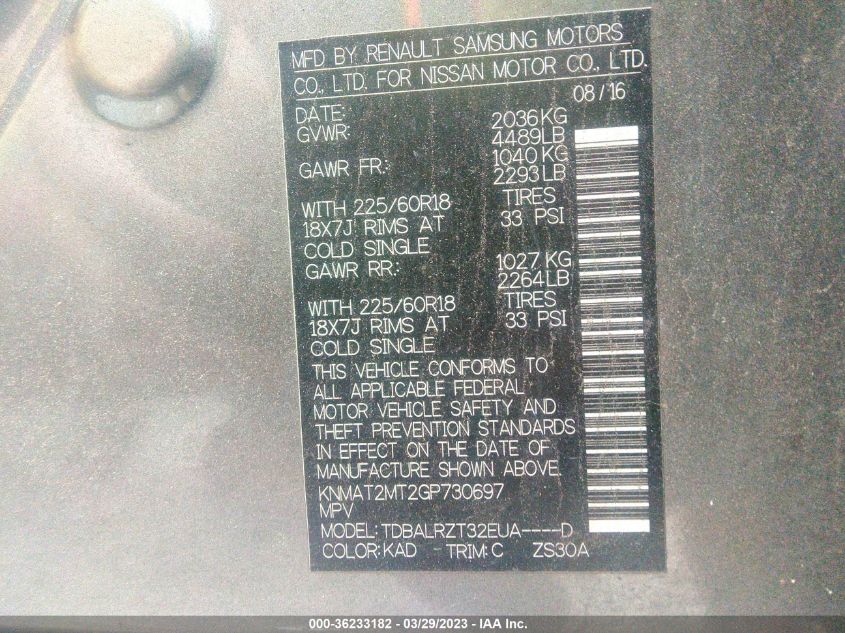 MFD BY RENAULT SAMSUNG MOTORS
CO., LTD. FOR NISSAN MOTOR CO., LTD.
DATE: 08/16
GVWR: 2036KG
4489LB
GAWR FR: 1040KG
2293LB
WITH 225/60R18 TIRES
18X7J RIMS AT 33 PSI
COLD SINGLE
GAWR RR: 1027KG
2264LB
WITH 225/60R18 TIRES
18X7J RIMS AT 33 PSI
COLD SINGLE
THIS VEHICLE CONFORMS TO
ALL APPLICABLE FEDERAL
MOTOR VEHICLE SAFETY AND
THEFT PREVENTION STANDARDS
IN EFFECT ON THE DATE OF
MANUFACTURE SHOWN ABOVE.
KNMAT2MT2GP730697
MPV
MODEL: TDBALRZT32EUA----D
COLOR: KAD TRIM: C ZS30A
000-36233182 - 03/29/2023 - IAA Inc.